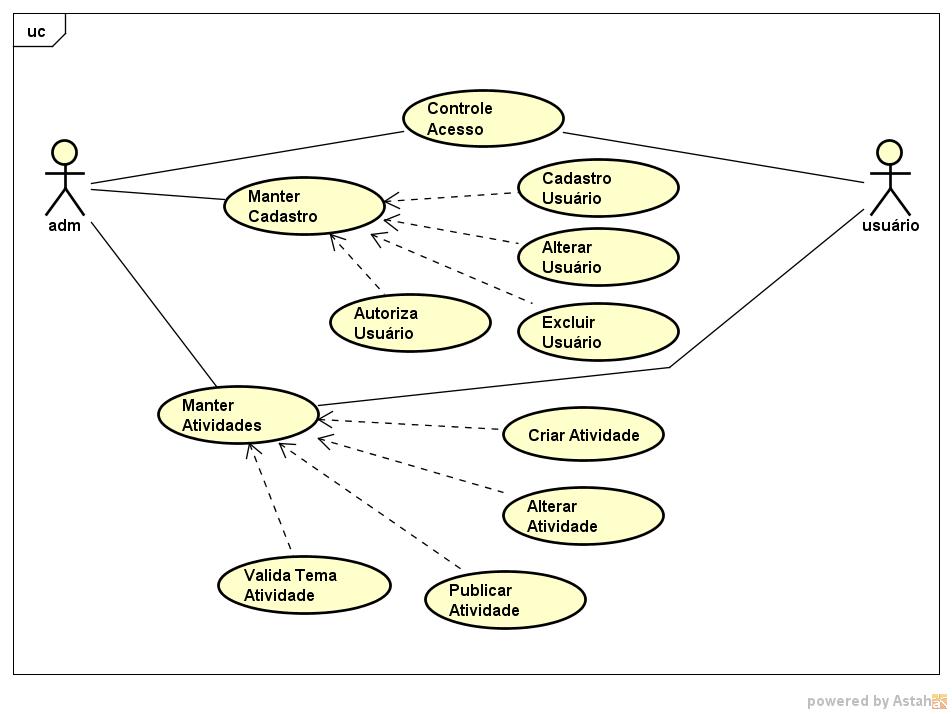 uc
Controle
Acesso
adm
usuário
Manter
Cadastro
Cadastro
Usuário
Alterar
Usuário
Autoriza
Usuário
Excluir
Usuário
Manter
Atividades
Criar Atividade
Alterar
Atividade
Valida Tema
Atividade
Publicar
Atividade
powered by Astah